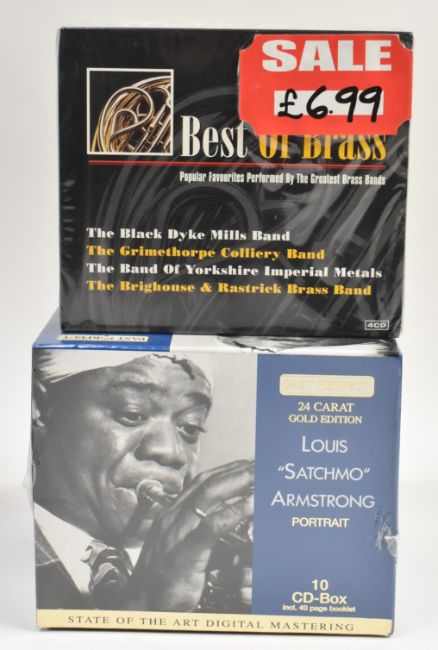 SALE
£6.99
Best Of Brass
Popular Favourites Performed By The Greatest Brass Bands
The Black Dyke Mills Band
The Grimethorpe Colliery Band
The Band Of Yorkshire Imperial Metals
The Brighouse & Rastrick Brass Band
4CD
PAST PERFECT
PAST PERFECT
24 CARAT
GOLD EDITION
LOUIS
"SATCHMO"
ARMSTRONG
PORTRAIT
10
CD-Box
incl. 40 page booklet
STATE OF THE ART DIGITAL MASTERING